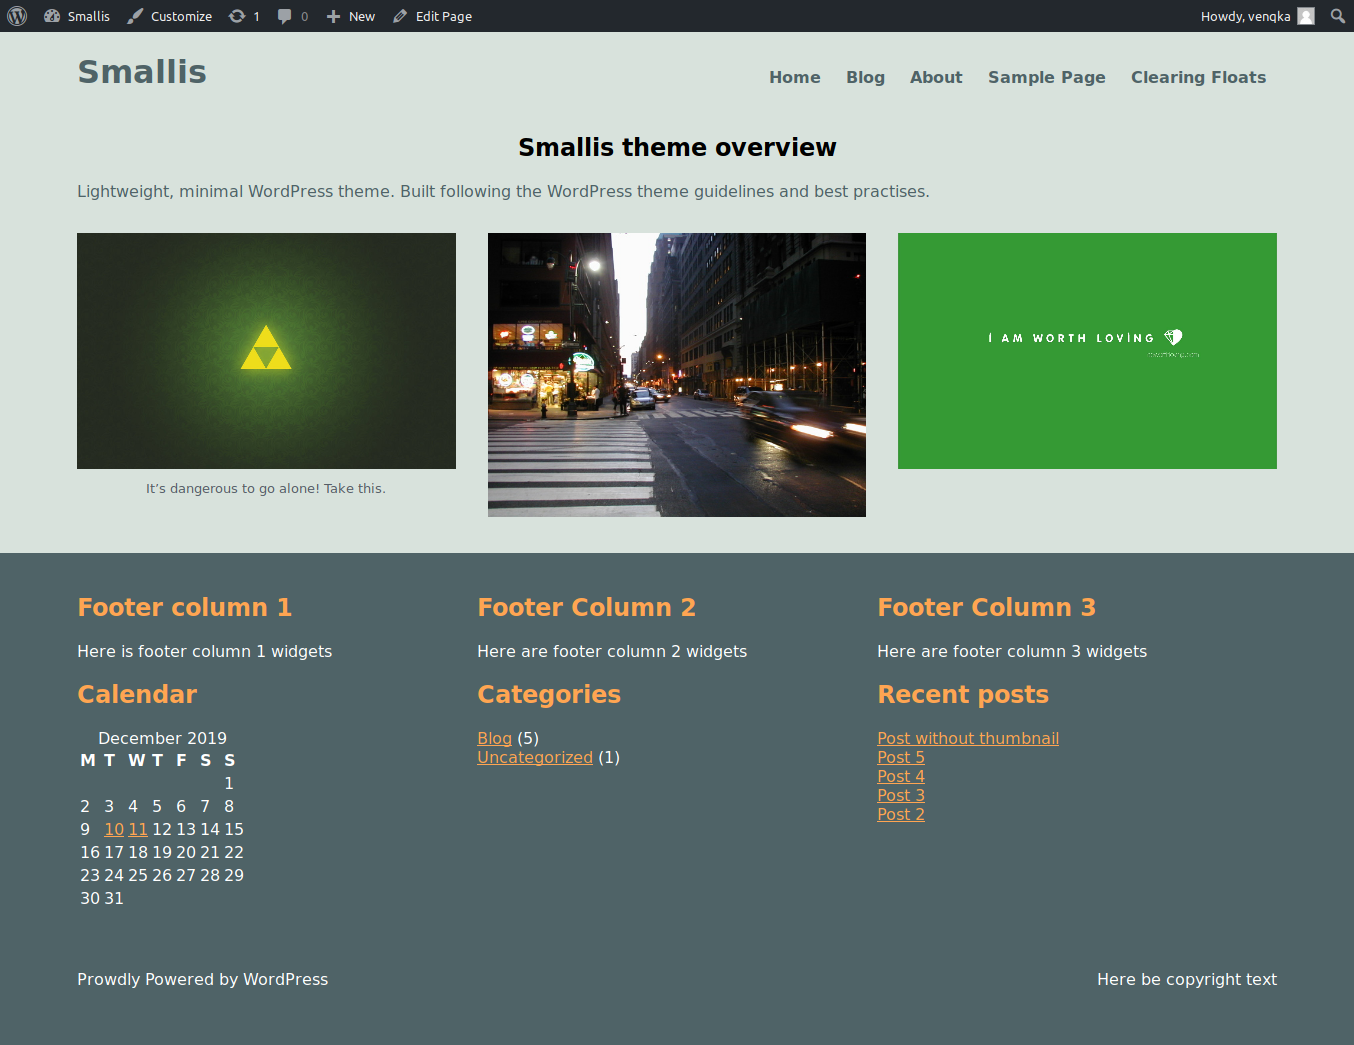 Smallis Customize 1 0 New Edit Page Howdy, venqka
Smallis
Home Blog About Sample Page Clearing Floats
Smallis theme overview
Lightweight, minimal WordPress theme. Built following the WordPress theme guidelines and best practises.
I AM WORTH LOVING
It’s dangerous to go alone! Take this.
Footer column 1
Here is footer column 1 widgets
Calendar
December 2019
M T W T F S S
1
2 3 4 5 6 7 8
9 10 11 12 13 14 15
16 17 18 19 20 21 22
23 24 25 26 27 28 29
30 31
Footer Column 2
Here are footer column 2 widgets
Categories
Blog (5)
Uncategorized (1)
Footer Column 3
Here are footer column 3 widgets
Recent posts
Post without thumbnail
Post 5
Post 4
Post 3
Post 2
Prowdly Powered by WordPress
Here be copyright text